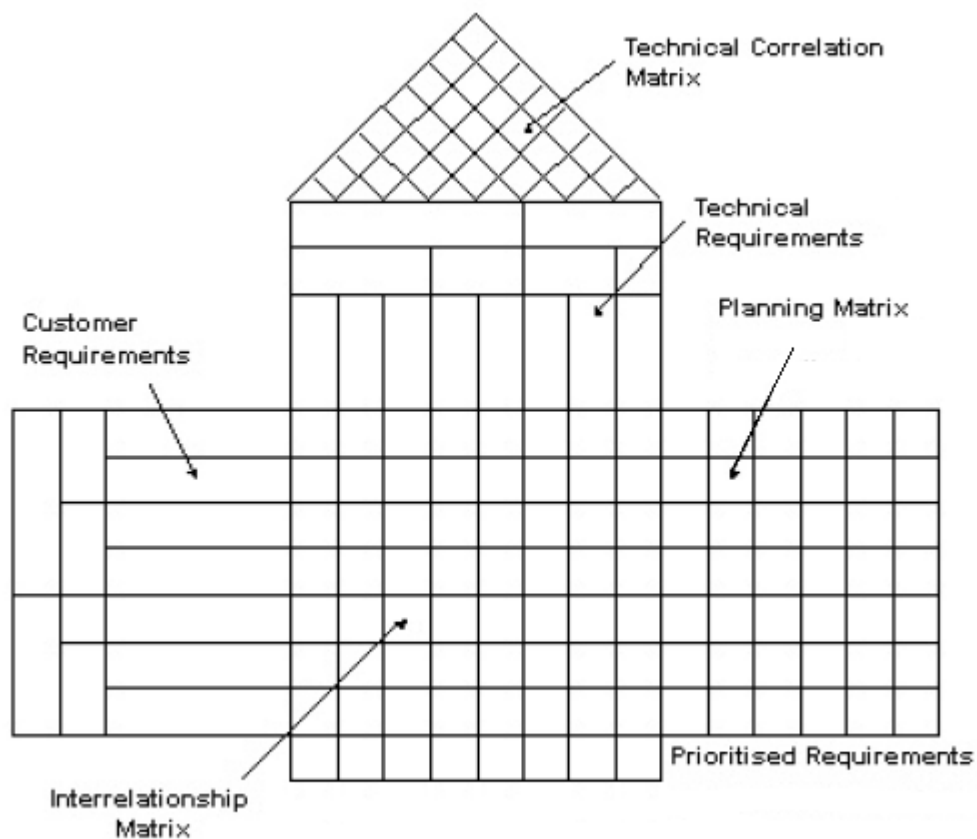 Technical Correlation
Matrix
Technical
Requirements
Planning Matrix
Customer
Requirements
Prioritised Requirements
Interrelationship
Matrix